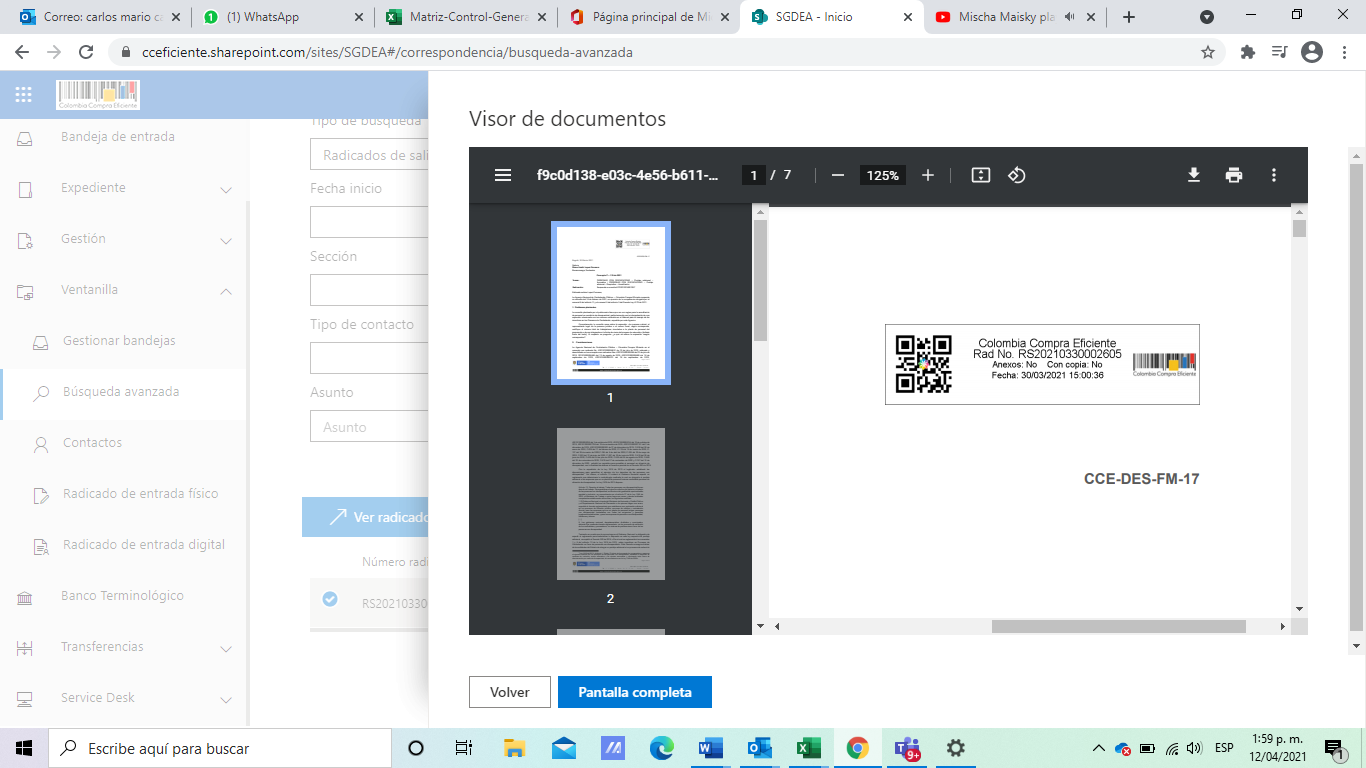 Correo: carlos mario ca
(1) WhatsApp
Matriz-Control-Genera
Página principal de Mi
SGDEA - Inicio
Mischa Maisky pla
cceficiente.sharepoint.com/sites/SGDEA#/correspondencia/busqueda-avanzada
Colombia Compra Eficiente
Bandeja de entrada
Expediente
Gestión
Ventanilla
Gestionar bandejas
Búsqueda avanzada
Contactos
Radicado de entrada físico
Radicado de entrada digital
Banco Terminológico
Transferencias
Service Desk
Tipo de búsqueda
Radicados de sali
Fecha inicio
Sección
Tipo de contacto
Asunto
Asunto
Ver radicado
Número radi
RS20210330
Visor de documentos
f9c0d138-e03c-4e56-b611-...
1 / 7
125%
1
2
Colombia Compra Eficiente
Rad No. RS20210330002605
Anexos: No Con copia: No
Fecha: 30/03/2021 15:00:36
Colombia Compra Eficiente
CCE-DES-FM-17
Volver
Pantalla completa
Escribe aquí para buscar
9+
ESP
1:59 p. m.
12/04/2021
1